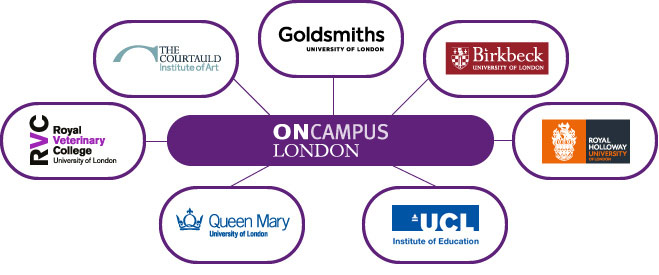 Goldsmiths
UNIVERSITY OF LONDON
THE
COURTAULD
Institute of Art
Birkbeck
UNIVERSITY OF LONDON
RVC
Royal
Veterinary
College
University of London
ONCAMPUS
LONDON
ROYAL
HOLLOWAY
UNIVERSITY
OF LONDON
Queen Mary
University of London
UCL
Institute of Education